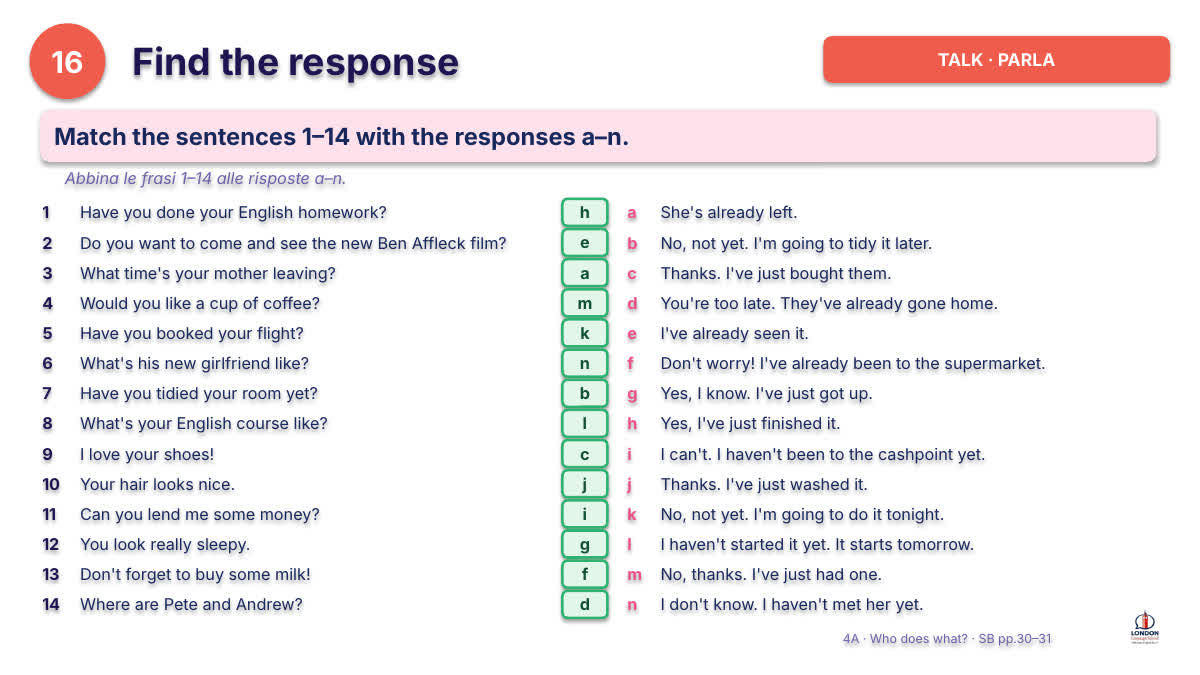 16
Find the response
TALK · PARLA
Match the sentences 1–14 with the responses a–n.
Abbina le frasi 1–14 alle risposte a–n.
1 Have you done your English homework? h a She's already left.
2 Do you want to come and see the new Ben Affleck film? e b No, not yet. I'm going to tidy it later.
3 What time's your mother leaving? a c Thanks. I've just bought them.
4 Would you like a cup of coffee? m d You're too late. They've already gone home.
5 Have you booked your flight? k e I've already seen it.
6 What's his new girlfriend like? n f Don't worry! I've already been to the supermarket.
7 Have you tidied your room yet? b g Yes, I know. I've just got up.
8 What's your English course like? l h Yes, I've just finished it.
9 I love your shoes! c i I can't. I haven't been to the cashpoint yet.
10 Your hair looks nice. j j Thanks. I've just washed it.
11 Can you lend me some money? i k No, not yet. I'm going to do it tonight.
12 You look really sleepy. g l I haven't started it yet. It starts tomorrow.
13 Don't forget to buy some milk! f m No, thanks. I've just had one.
14 Where are Pete and Andrew? d n I don't know. I haven't met her yet.
4A · Who does what? · SB pp.30–31
LONDON